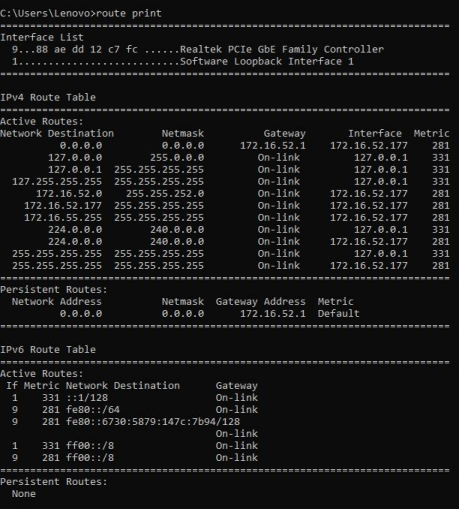 C:\Users\Lenovo>route print
===========================================================================
Interface List
  9...88 ae dd 12 c7 fc ......Realtek PCIe GbE Family Controller
  1...........................Software Loopback Interface 1
===========================================================================

IPv4 Route Table
===========================================================================
Active Routes:
Network Destination        Netmask          Gateway       Interface  Metric
          0.0.0.0          0.0.0.0      172.16.52.1    172.16.52.177    281
        127.0.0.0        255.0.0.0         On-link         127.0.0.1    331
        127.0.0.1  255.255.255.255         On-link         127.0.0.1    331
  127.255.255.255  255.255.255.255         On-link         127.0.0.1    331
      172.16.52.0    255.255.252.0         On-link     172.16.52.177    281
    172.16.52.177  255.255.255.255         On-link     172.16.52.177    281
    172.16.55.255  255.255.255.255         On-link     172.16.52.177    281
        224.0.0.0        240.0.0.0         On-link         127.0.0.1    331
        224.0.0.0        240.0.0.0         On-link     172.16.52.177    281
  255.255.255.255  255.255.255.255         On-link         127.0.0.1    331
  255.255.255.255  255.255.255.255         On-link     172.16.52.177    281
===========================================================================
Persistent Routes:
  Network Address          Netmask  Gateway Address  Metric
          0.0.0.0          0.0.0.0      172.16.52.1  Default
===========================================================================

IPv6 Route Table
===========================================================================
Active Routes:
 If Metric Network Destination      Gateway
  1    331 ::1/128                  On-link
  9    281 fe80::/64                On-link
  9    281 fe80::6730:5879:147c:7b94/128
                                    On-link
  1    331 ff00::/8                 On-link
  9    281 ff00::/8                 On-link
===========================================================================
Persistent Routes:
  None